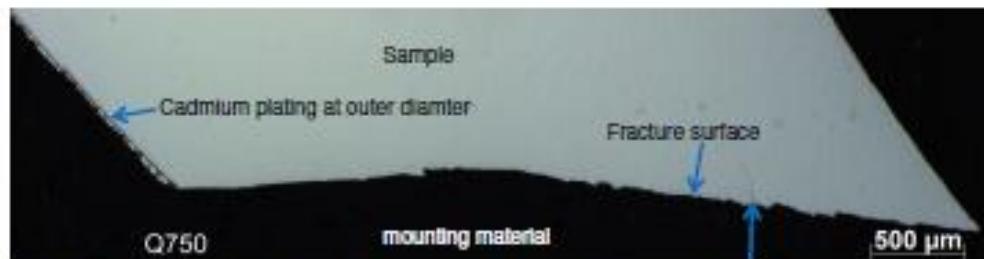 Sample
Cadmium plating at outer diamter
Fracture surface
mounting material
Q750
500 µm